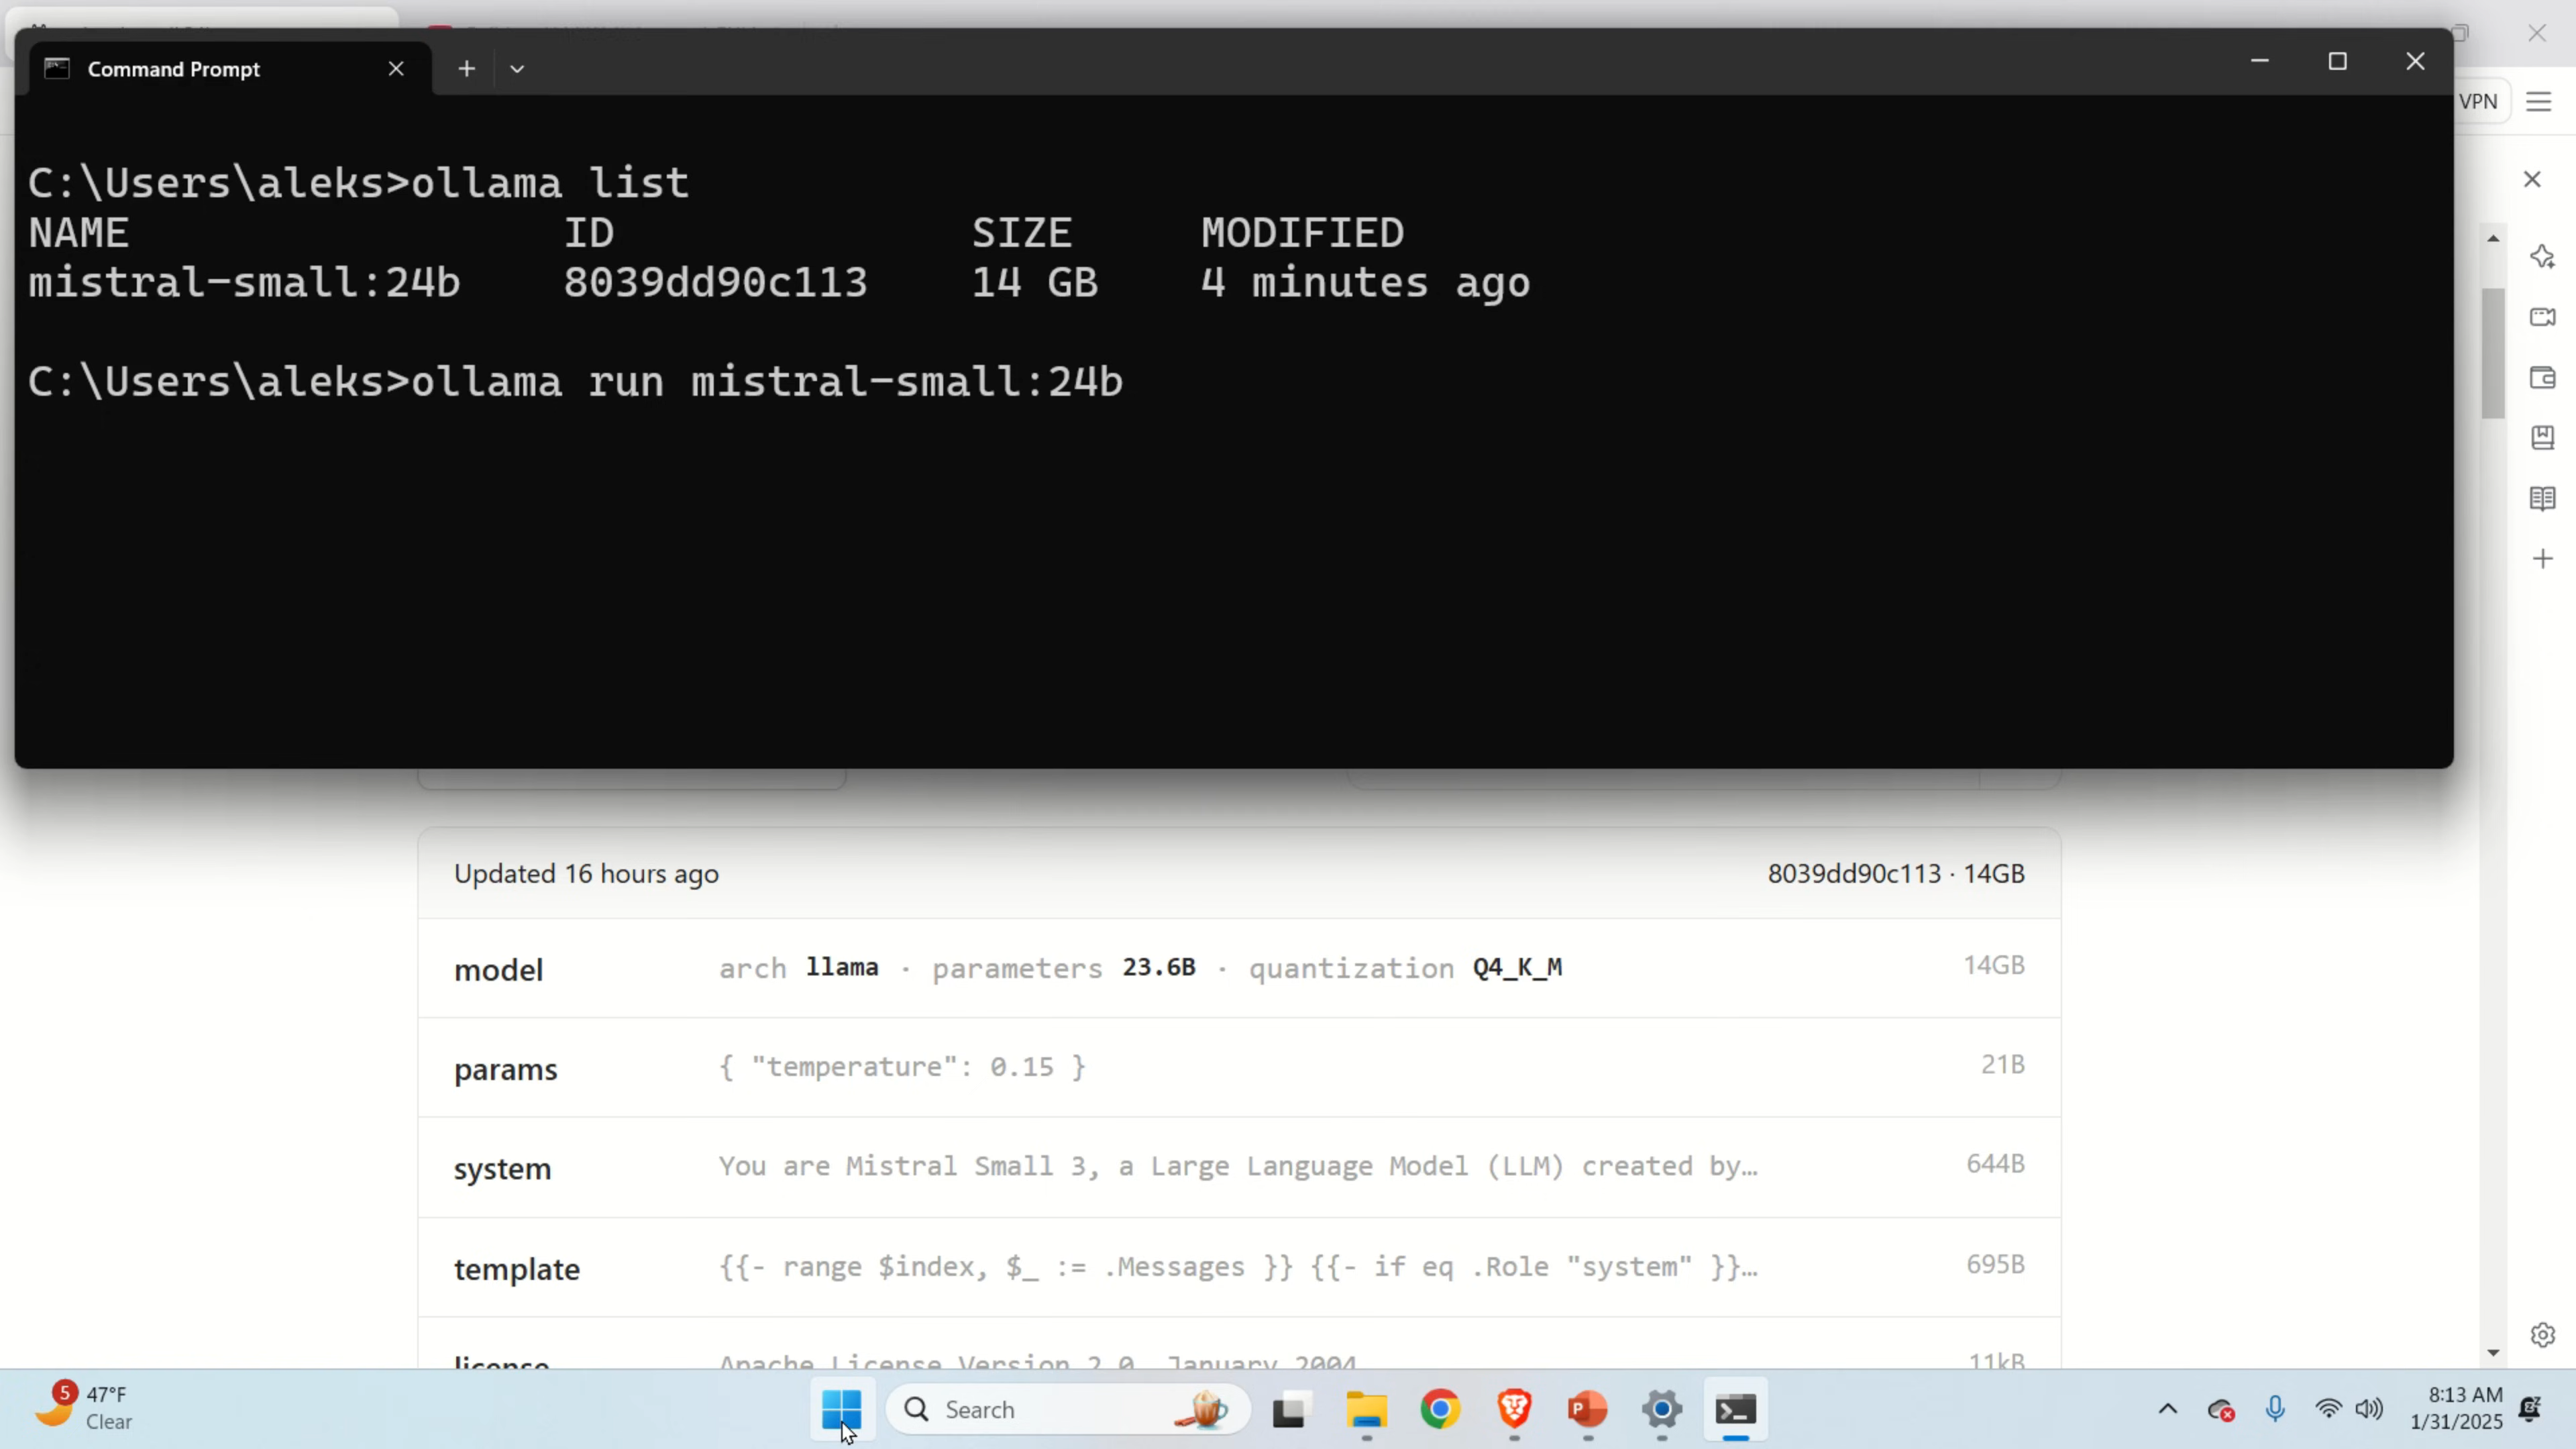 Command Prompt
VPN
C:\Users\aleks>ollama list
NAME ID SIZE MODIFIED
mistral-small:24b 8039dd90c113 14 GB 4 minutes ago
C:\Users\aleks>ollama run mistral-small:24b
Updated 16 hours ago 8039dd90c113 · 14GB
model arch llama · parameters 23.6B · quantization Q4_K_M 14GB
params { "temperature": 0.15 } 21B
system You are Mistral Small 3, a Large Language Model (LLM) created by… 644B
template {{- range $index, $_ := .Messages }} {{- if eq .Role "system" }}… 695B
license Apache License Version 2.0, January 2004 11kB
5 47°F
Clear
Search
8:13 AM
1/31/2025